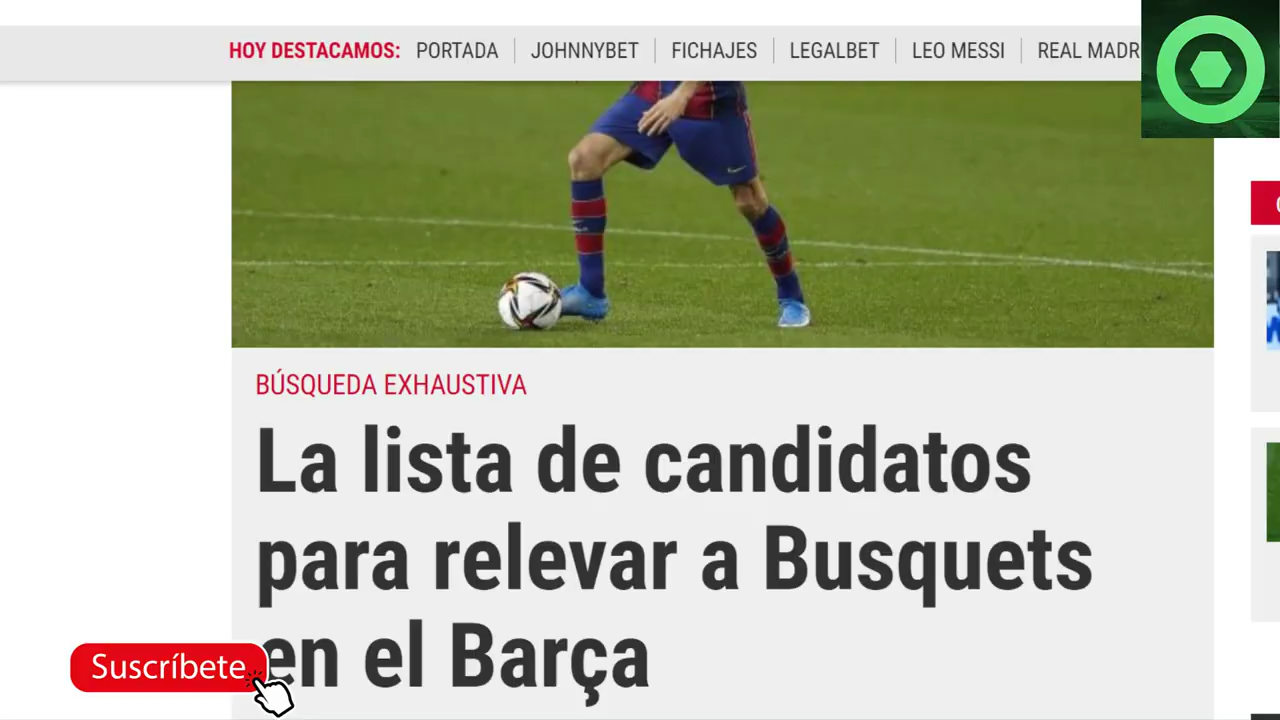 HOY DESTACAMOS: PORTADA JOHNNYBET FICHAJES LEGALBET LEO MESSI REAL MADR
BÚSQUEDA EXHAUSTIVA
La lista de candidatos
para relevar a Busquets
en el Barça
Suscríbete